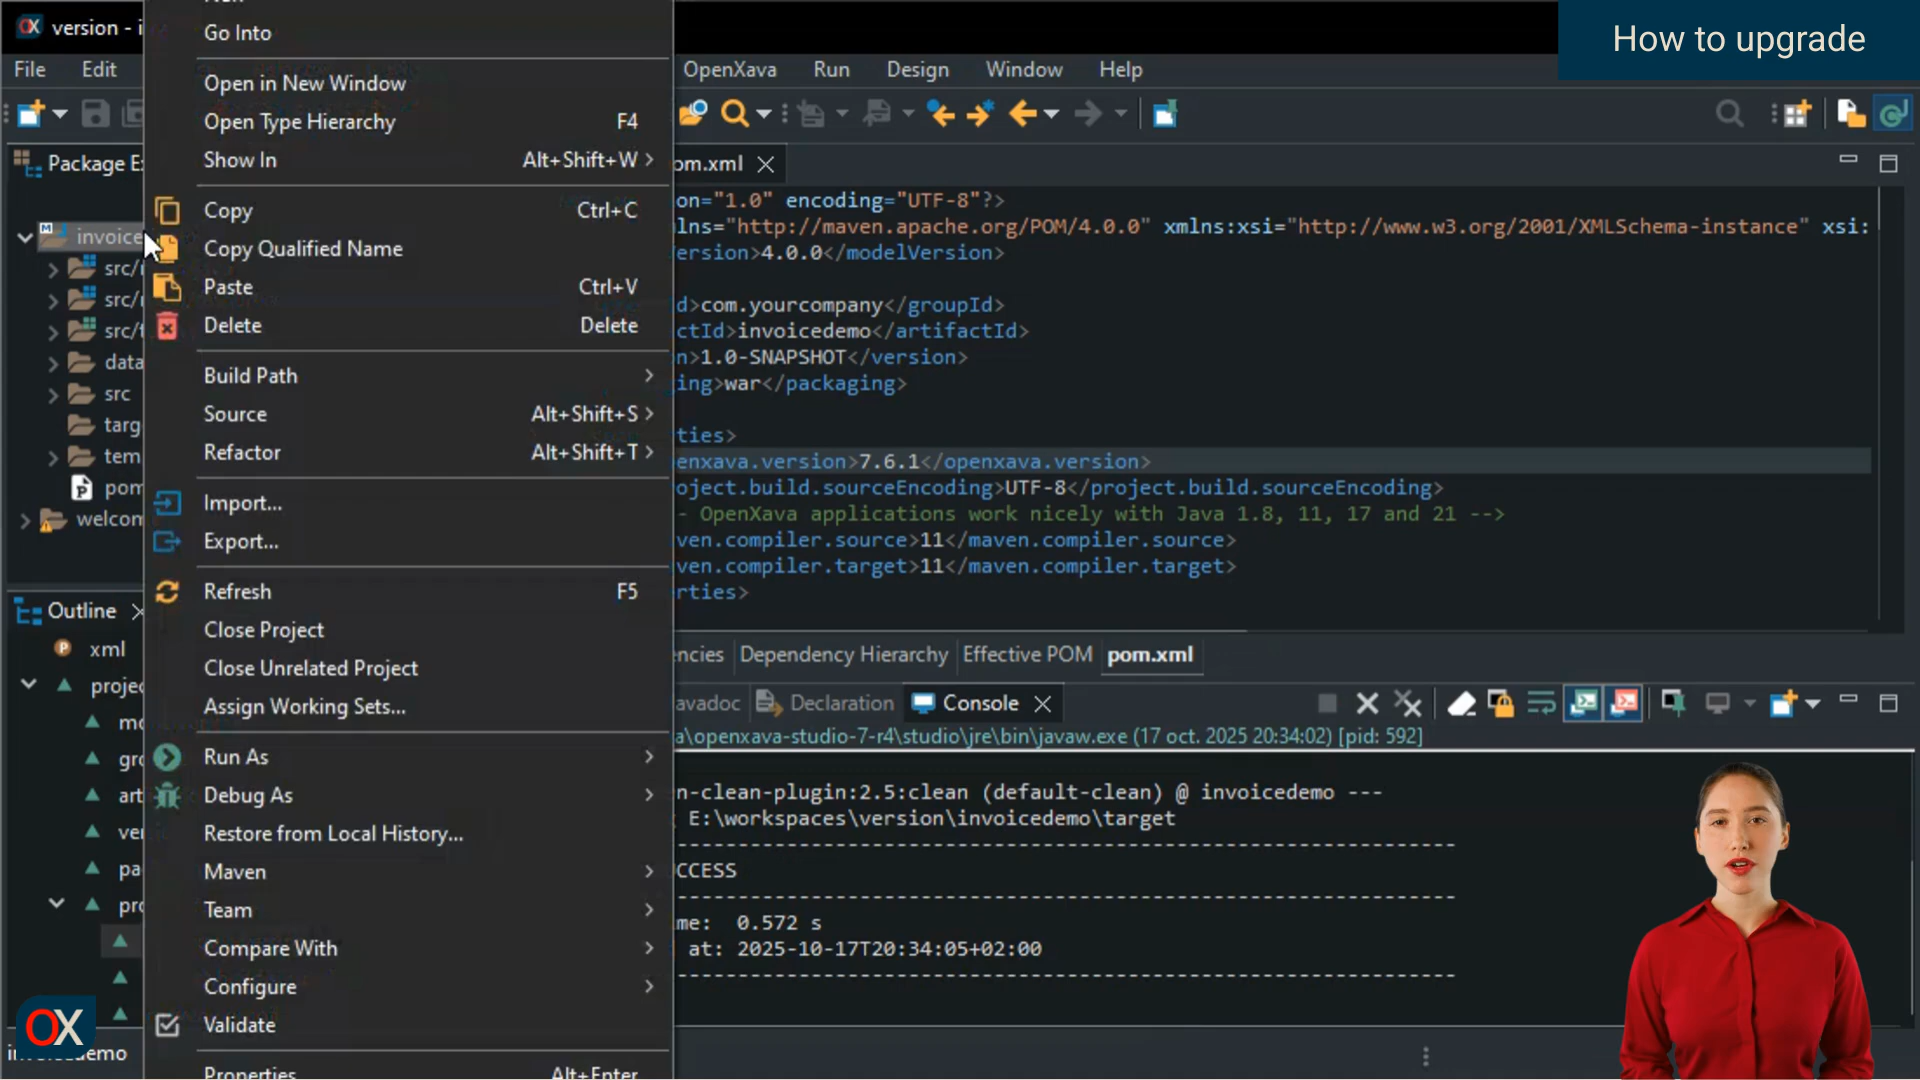 version - i
How to upgrade
File Edit OpenXava Run Design Window Help
Go Into
Open in New Window
Open Type Hierarchy F4
Show In Alt+Shift+W
Copy Ctrl+C
Copy Qualified Name
Paste Ctrl+V
Delete Delete
Build Path
Source Alt+Shift+S
Refactor Alt+Shift+T
Import...
Export...
Refresh F5
Close Project
Close Unrelated Project
Assign Working Sets...
Run As
Debug As
Restore from Local History...
Maven
Team
Compare With
Configure
Validate
Properties Alt+Enter
Package E
invoice
src/
src/
src/t
data
src
targ
tem
pom
welcom
Outline
xml
projec
mo
gro
art
ver
pa
pro
OX
demo
om.xml
on="1.0" encoding="UTF-8"?>
lns="http://maven.apache.org/POM/4.0.0" xmlns:xsi="http://www.w3.org/2001/XMLSchema-instance" xsi:
ersion>4.0.0</modelVersion>
d>com.yourcompany</groupId>
ctId>invoicedemo</artifactId>
n>1.0-SNAPSHOT</version>
ing>war</packaging>
ties>
enxava.version>7.6.1</openxava.version>
oject.build.sourceEncoding>UTF-8</project.build.sourceEncoding>
- OpenXava applications work nicely with Java 1.8, 11, 17 and 21 -->
ven.compiler.source>11</maven.compiler.source>
ven.compiler.target>11</maven.compiler.target>
rties>
ncies Dependency Hierarchy Effective POM pom.xml
avadoc Declaration Console
a\openxava-studio-7-r4\studio\jre\bin\javaw.exe (17 oct. 2025 20:34:02) [pid: 592]
n-clean-plugin:2.5:clean (default-clean) @ invoicedemo ---
E:\workspaces\version\invoicedemo\target
----------------------------------------------------------------
CCESS
----------------------------------------------------------------
me: 0.572 s
at: 2025-10-17T20:34:05+02:00
----------------------------------------------------------------